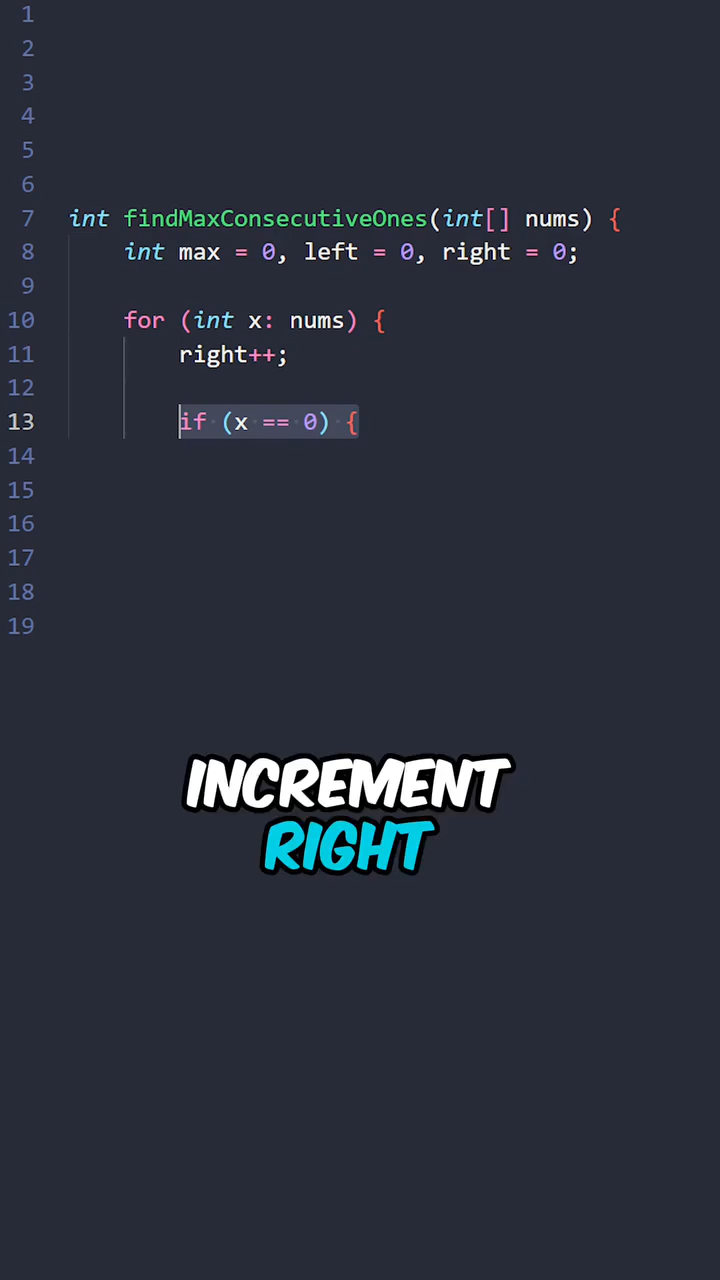 1
2
3
4
5
6
7 int findMaxConsecutiveOnes(int[] nums) {
8 int max = 0, left = 0, right = 0;
9
10 for (int x: nums) {
11 right++;
12
13 if (x == 0) {
14
15
16
17
18
19
INCREMENT
RIGHT